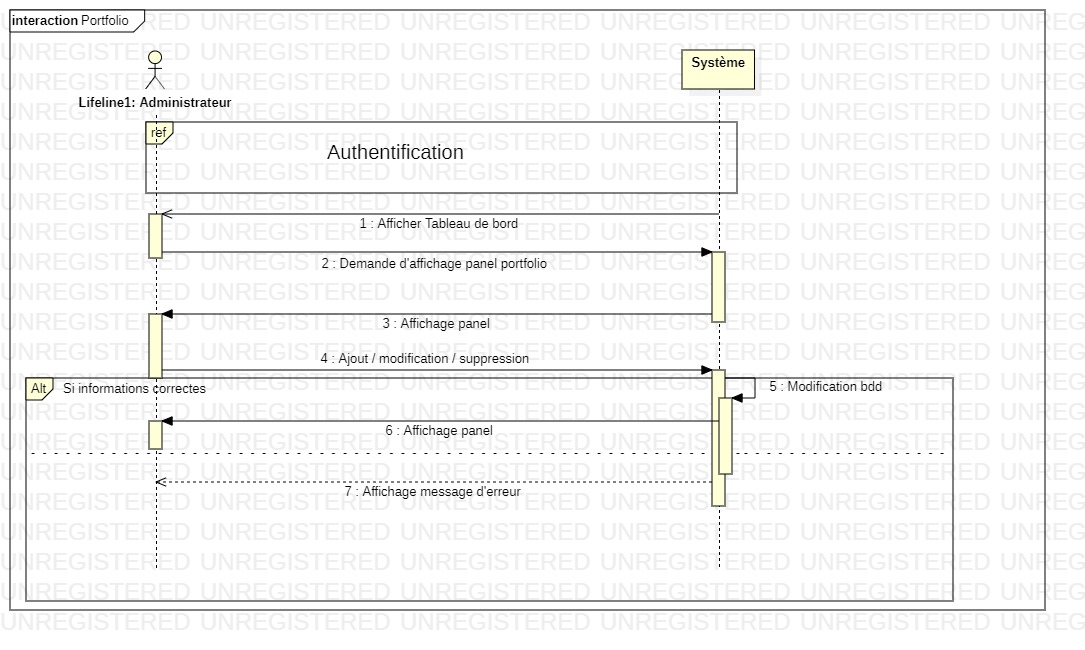 interaction Portfolio
Lifeline1: Administrateur
Système
ref
Authentification
1 : Afficher Tableau de bord
2 : Demande d'affichage panel portfolio
3 : Affichage panel
4 : Ajout / modification / suppression
Alt Si informations correctes
5 : Modification bdd
6 : Affichage panel
7 : Affichage message d'erreur
UNREGISTERED UNREGISTERED UNREGISTERED UNREGISTERED UNREGISTERED UNREG